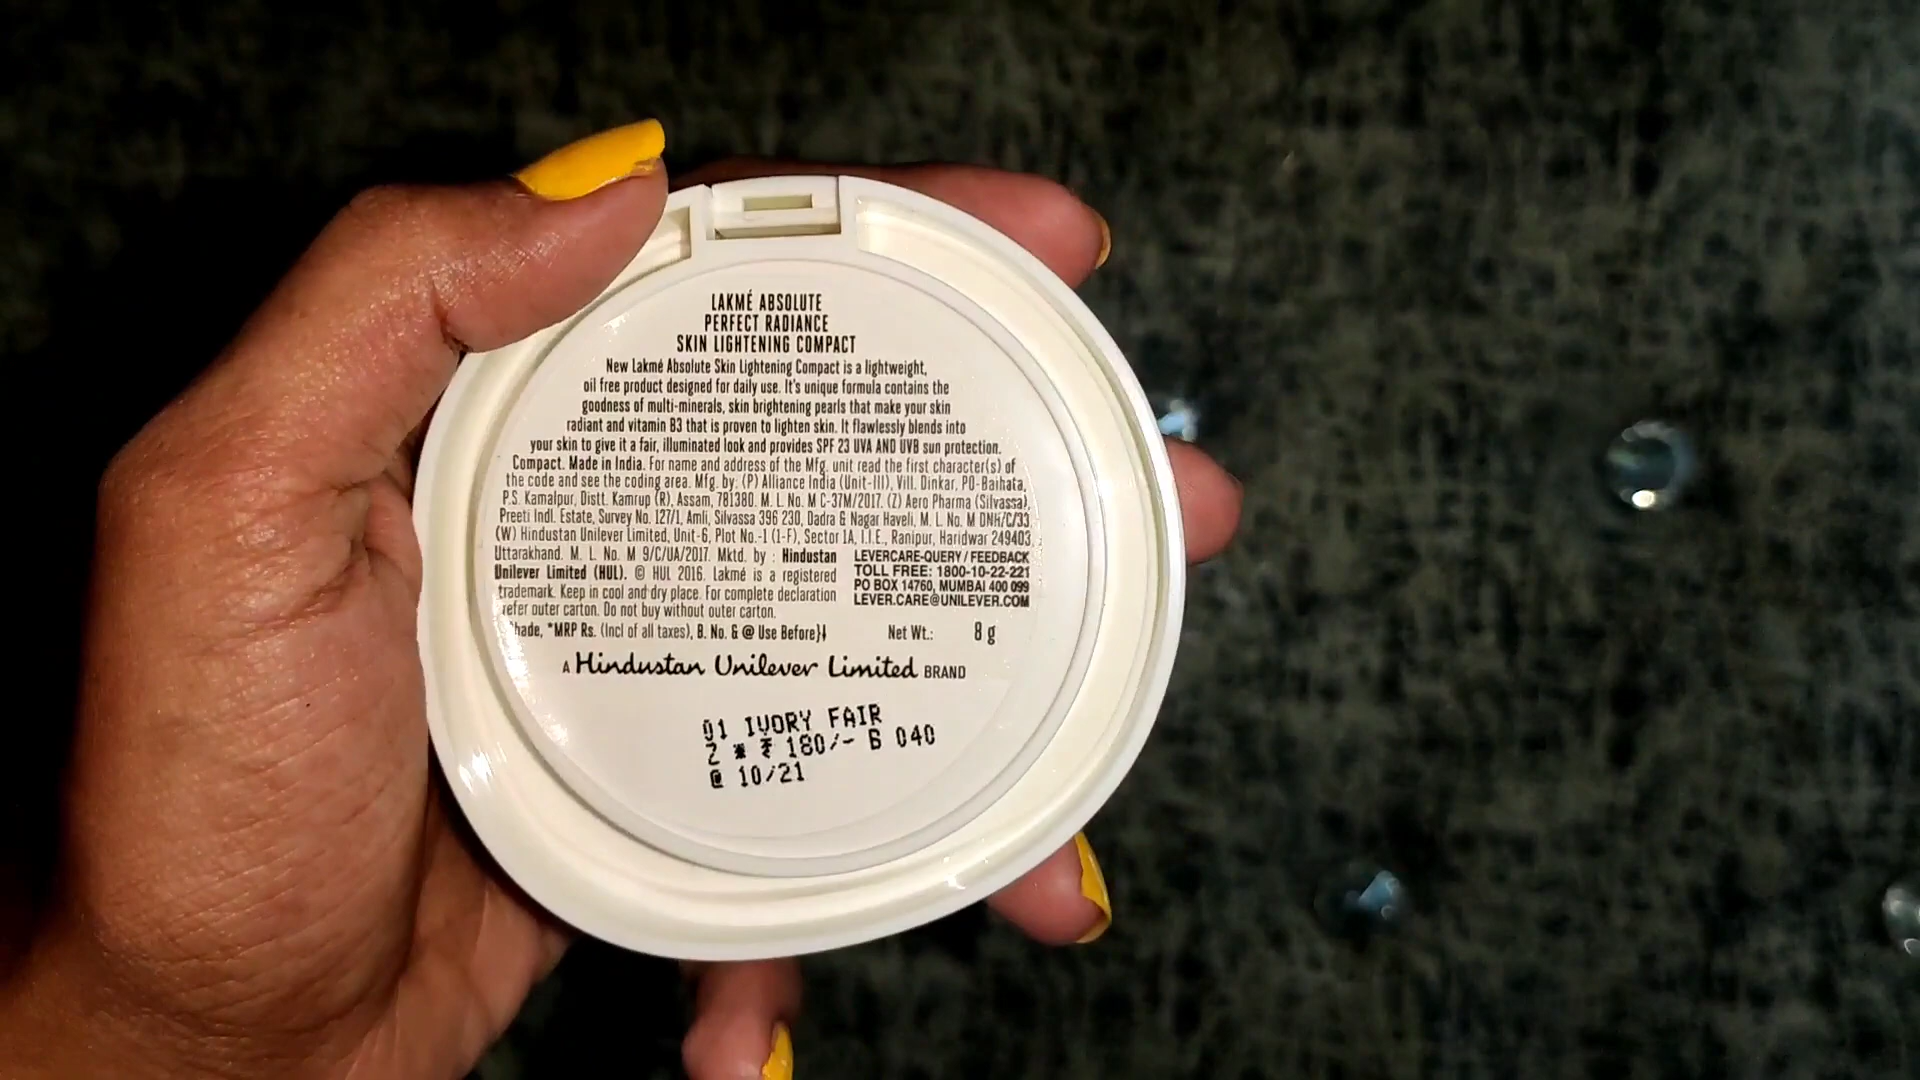 LAKMÉ ABSOLUTE
PERFECT RADIANCE
SKIN LIGHTENING COMPACT
New Lakmé Absolute Skin Lightening Compact is a lightweight,
oil free product designed for daily use. It's unique formula contains the
goodness of multi-minerals, skin brightening pearls that make your skin
radiant and vitamin B3 that is proven to lighten skin. It flawlessly blends into
your skin to give it a fair, illuminated look and provides SPF 23 UVA AND UVB sun protection.
Compact. Made in India. For name and address of the Mfg. unit read the first character(s) of
the code and see the coding area. Mfg. by: (P) Alliance India (Unit-III), Vill. Dinkar, PO-Baihata,
P.S. Kamalpur, Distt. Kamrup (R), Assam, 781380. M. L. No. M C-37M/2017. (Z) Aero Pharma (Silvassa),
Preeti Indl. Estate, Survey No. 127/1, Amli, Silvassa 396 230, Dadra & Nagar Haveli, M. L. No. M DNH/C/33,
(W) Hindustan Unilever Limited, Unit-6, Plot No.-1 (1-F), Sector 1A, I.I.E., Ranipur, Haridwar 249403,
Uttarakhand. M. L. No. M 9/C/UA/2017. Mktd. by : Hindustan
Unilever Limited (HUL). © HUL 2016. Lakmé is a registered
trademark. Keep in cool and dry place. For complete declaration
refer outer carton. Do not buy without outer carton.
LEVERCARE-QUERY / FEEDBACK
TOLL FREE: 1800-10-22-221
PO BOX 14760, MUMBAI 400 099
LEVER.CARE@UNILEVER.COM
hade, *MRP Rs. (Incl of all taxes), B. No. & @ Use Before}↓ Net Wt.: 8 g
A Hindustan Unilever Limited BRAND
01 IVORY FAIR
Z * ₹ 180/- B 040
@ 10/21